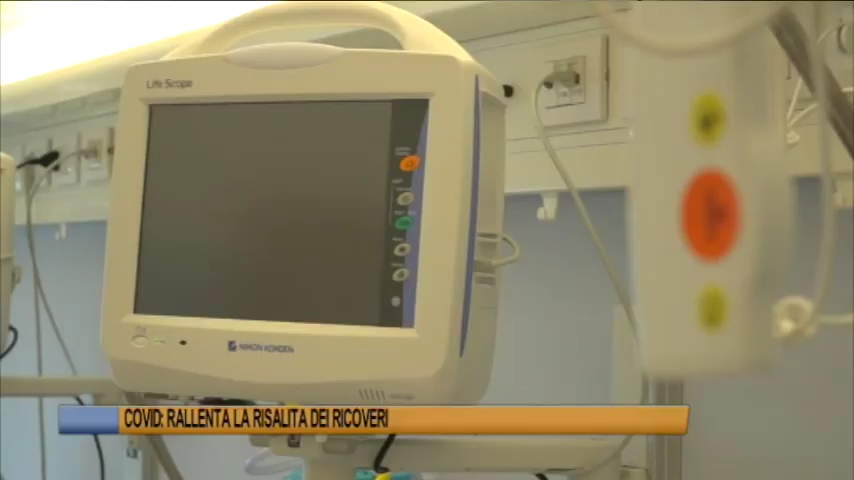 Life Scope
NIHON KOHDEN
COVID: RALLENTA LA RISALITA DEI RICOVERI